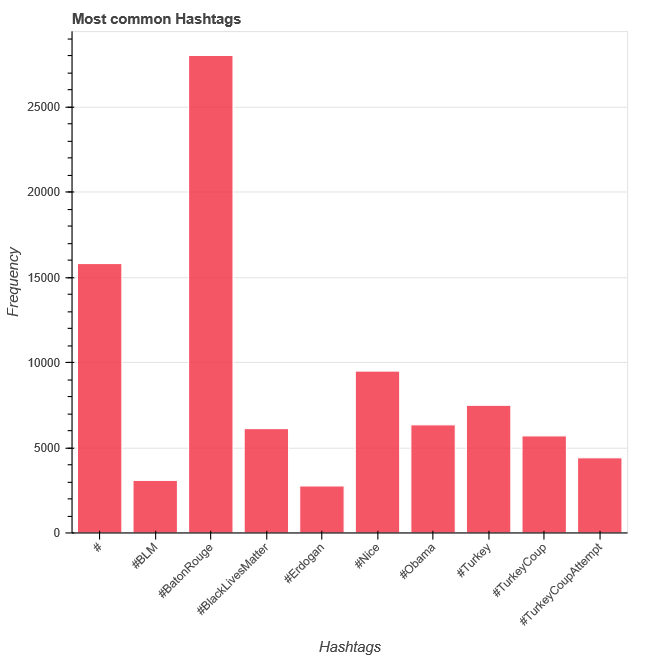 Most common Hashtags
Frequency
25000
20000
15000
10000
5000
0
#
#BLM
#BatonRouge
#BlackLivesMatter
#Erdogan
#Nice
#Obama
#Turkey
#TurkeyCoup
#TurkeyCoupAttempt
Hashtags